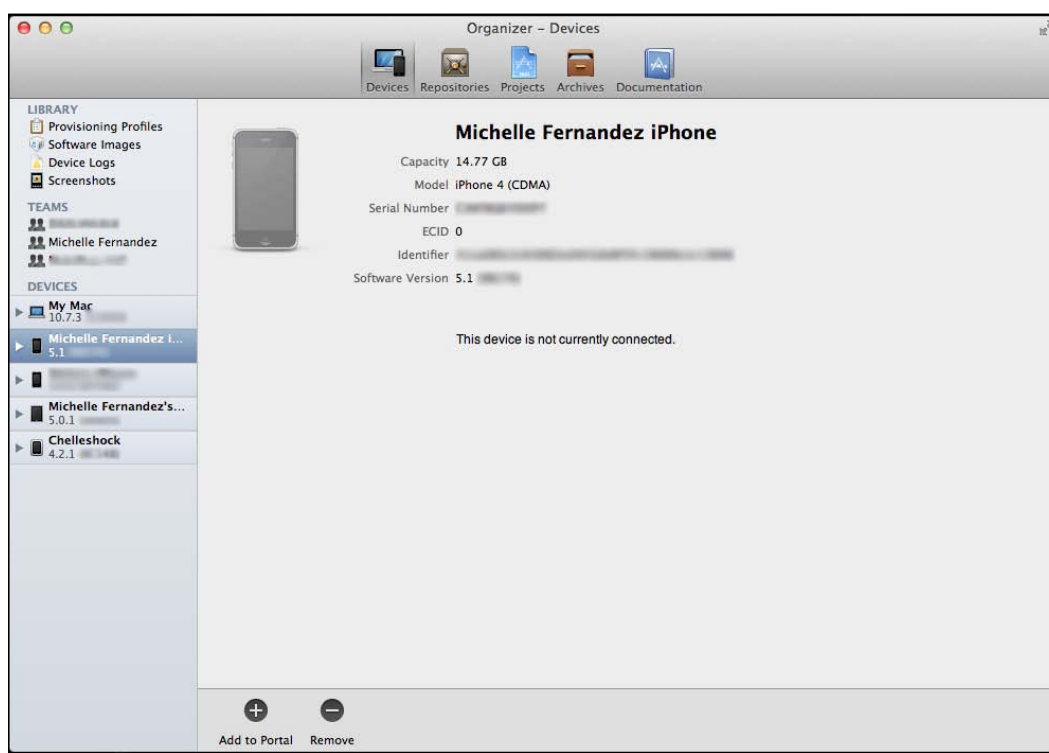 Organizer – Devices
Devices Repositories Projects Archives Documentation
LIBRARY
Provisioning Profiles
Software Images
Device Logs
Screenshots
TEAMS
Michelle Fernandez
DEVICES
My Mac
10.7.3
Michelle Fernandez i...
5.1
Michelle Fernandez's...
5.0.1
Chelleshock
4.2.1
Michelle Fernandez iPhone
Capacity 14.77 GB
Model iPhone 4 (CDMA)
Serial Number
ECID 0
Identifier
Software Version 5.1
This device is not currently connected.
Add to Portal Remove